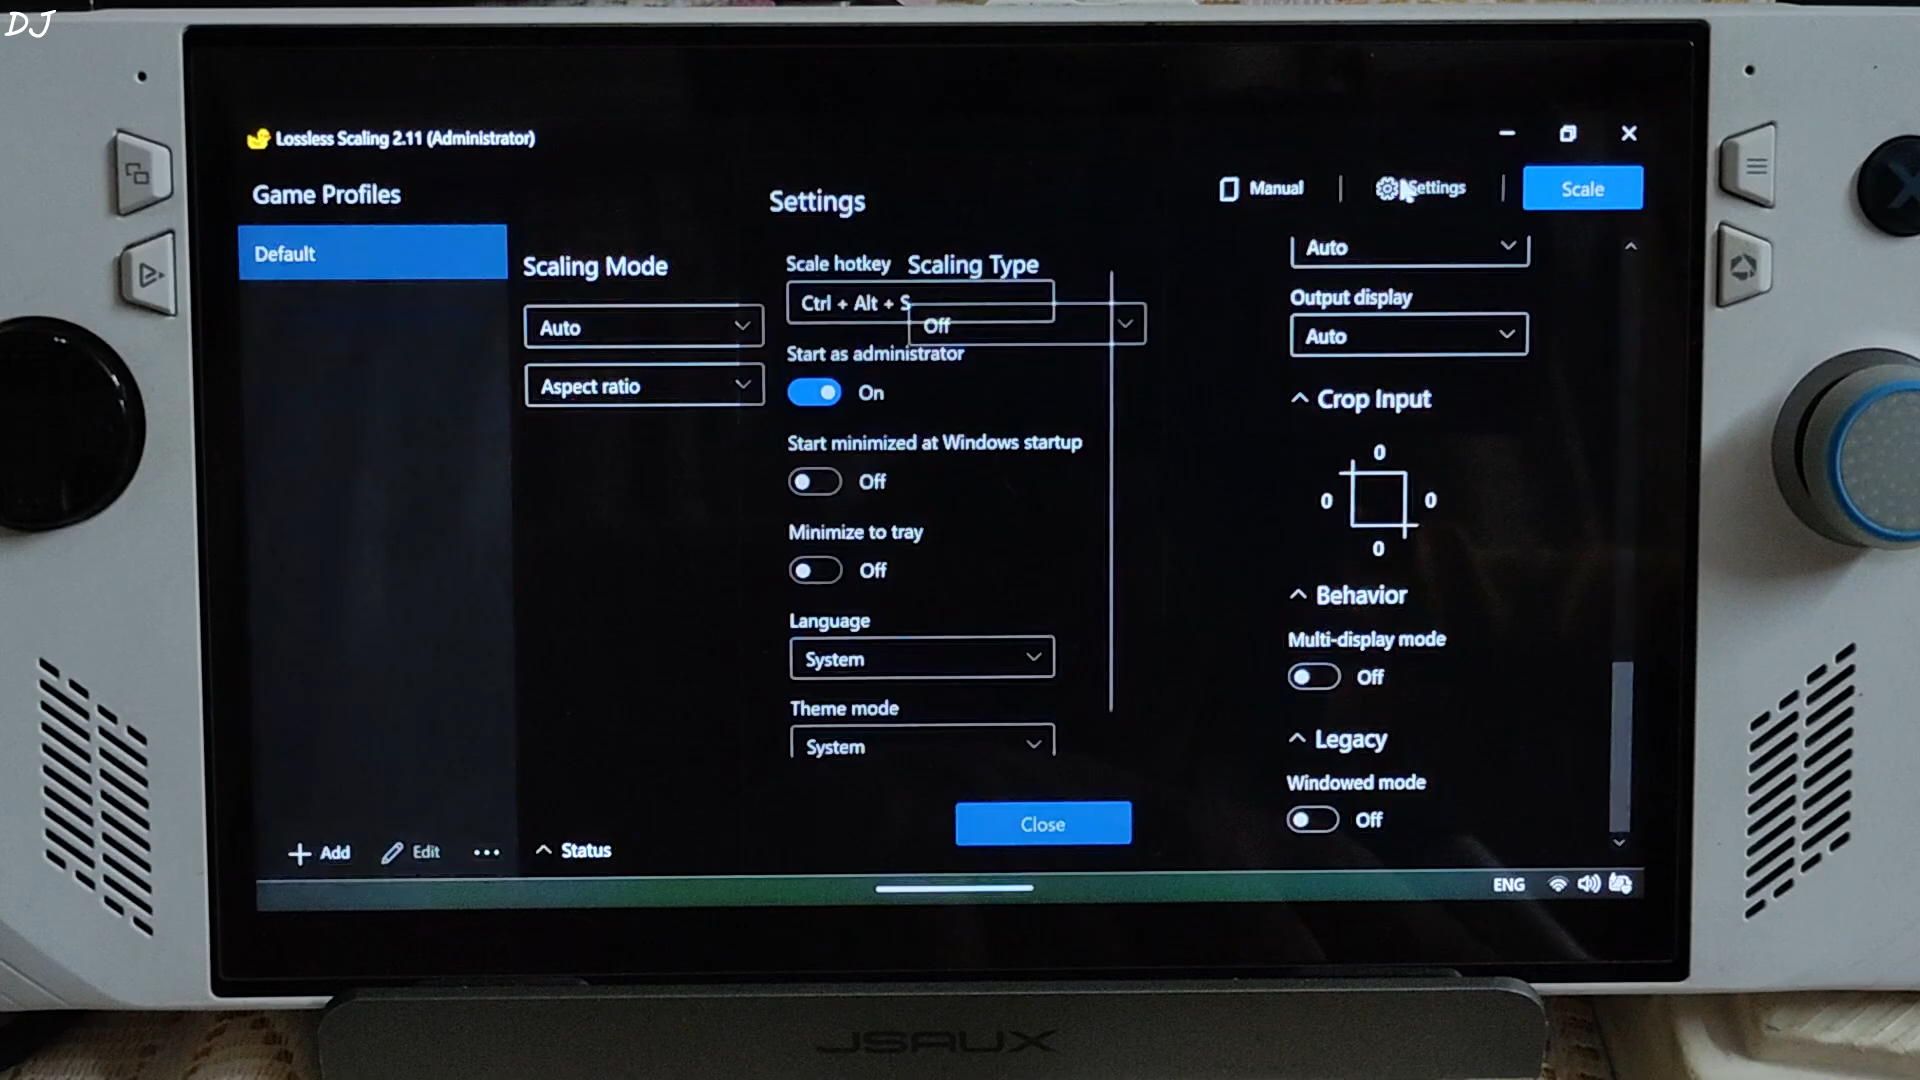 DJ
Lossless Scaling 2.11 (Administrator)
Game Profiles
Settings
Manual
Settings
Scale
Default
Scaling Mode
Auto
Aspect ratio
Scale hotkey
Ctrl + Alt + S
Scaling Type
Off
Start as administrator
On
Start minimized at Windows startup
Off
Minimize to tray
Off
Language
System
Theme mode
System
Close
Auto
Output display
Auto
Crop Input
0
0
0
0
Behavior
Multi-display mode
Off
Legacy
Windowed mode
Off
Add
Edit
Status
ENG
JSAUX
X